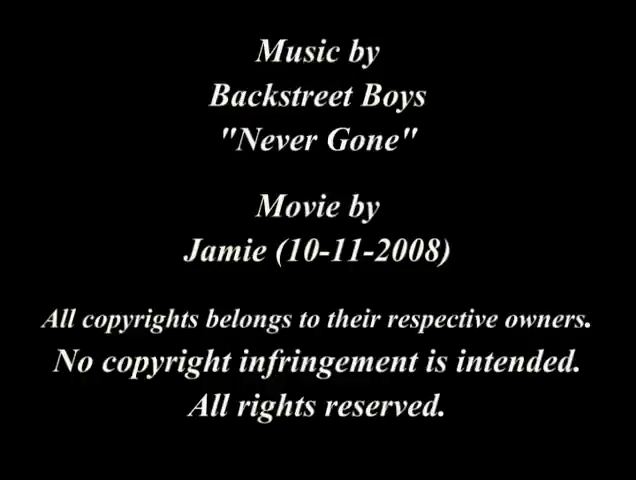 Music by
Backstreet Boys
"Never Gone"
Movie by
Jamie (10-11-2008)
All copyrights belongs to their respective owners.
No copyright infringement is intended.
All rights reserved.